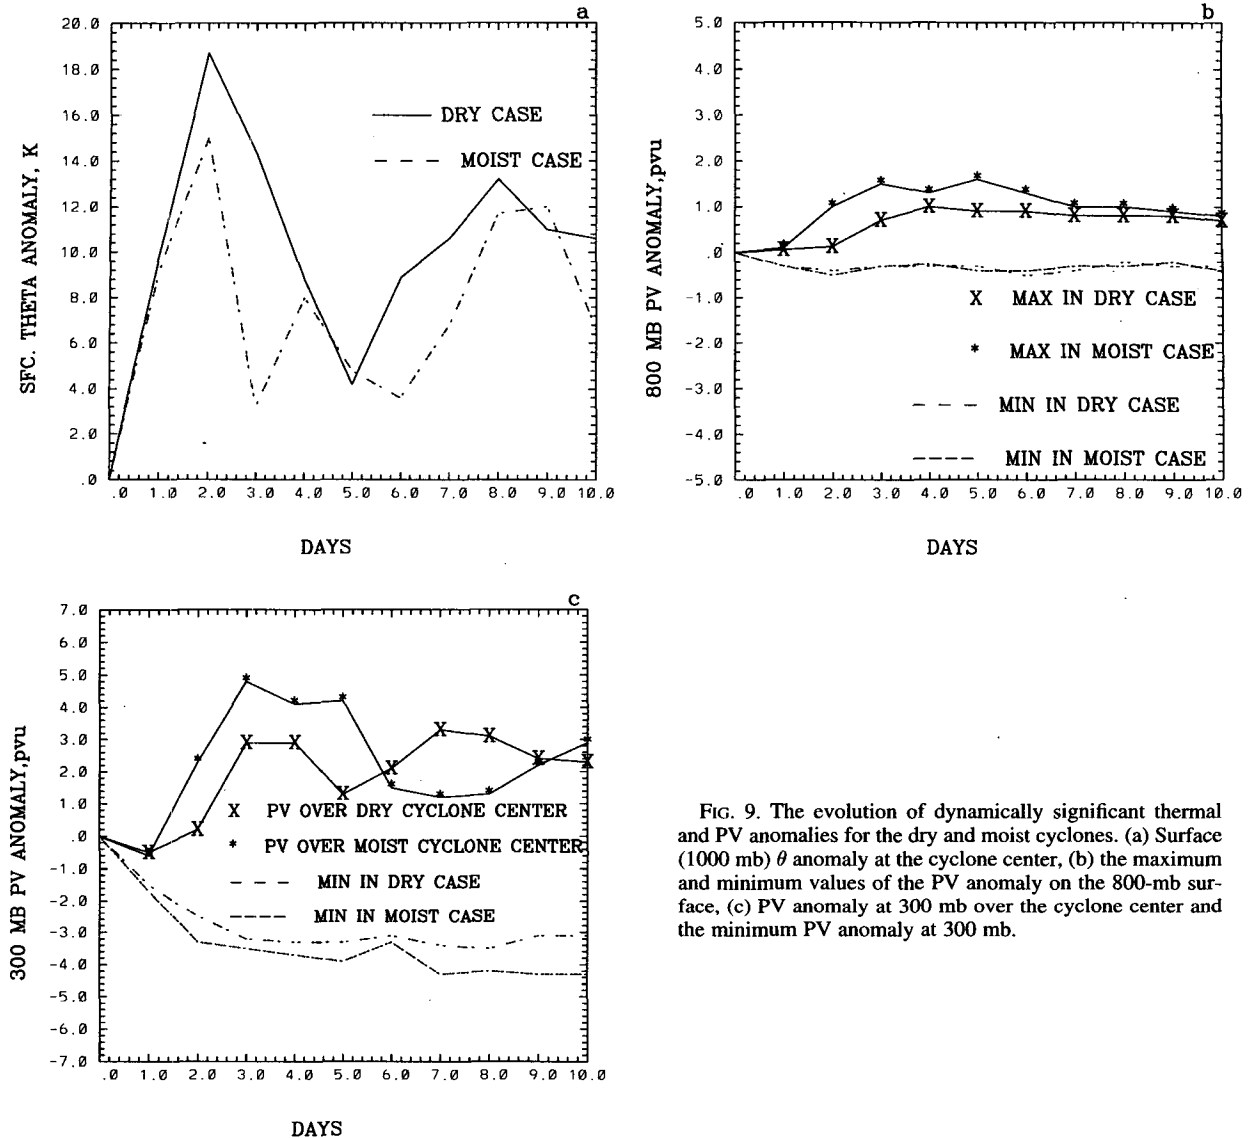 a
20.0
18.0
16.0
14.0
12.0
10.0
8.0
6.0
4.0
2.0
.0
SFC. THETA ANOMALY, K
DRY CASE
MOIST CASE
.0 1.0 2.0 3.0 4.0 5.0 6.0 7.0 8.0 9.0 10.0
DAYS
b
5.0
4.0
3.0
2.0
1.0
.0
-1.0
-2.0
-3.0
-4.0
-5.0
800 MB PV ANOMALY,pvu
X MAX IN DRY CASE
* MAX IN MOIST CASE
MIN IN DRY CASE
MIN IN MOIST CASE
.0 1.0 2.0 3.0 4.0 5.0 6.0 7.0 8.0 9.0 10.0
DAYS
c
7.0
6.0
5.0
4.0
3.0
2.0
1.0
.0
-1.0
-2.0
-3.0
-4.0
-5.0
-6.0
-7.0
300 MB PV ANOMALY,pvu
X PV OVER DRY CYCLONE CENTER
* PV OVER MOIST CYCLONE CENTER
MIN IN DRY CASE
MIN IN MOIST CASE
.0 1.0 2.0 3.0 4.0 5.0 6.0 7.0 8.0 9.0 10.0
DAYS
FIG. 9. The evolution of dynamically significant thermal
and PV anomalies for the dry and moist cyclones. (a) Surface
(1000 mb) θ anomaly at the cyclone center, (b) the maximum
and minimum values of the PV anomaly on the 800-mb sur-
face, (c) PV anomaly at 300 mb over the cyclone center and
the minimum PV anomaly at 300 mb.